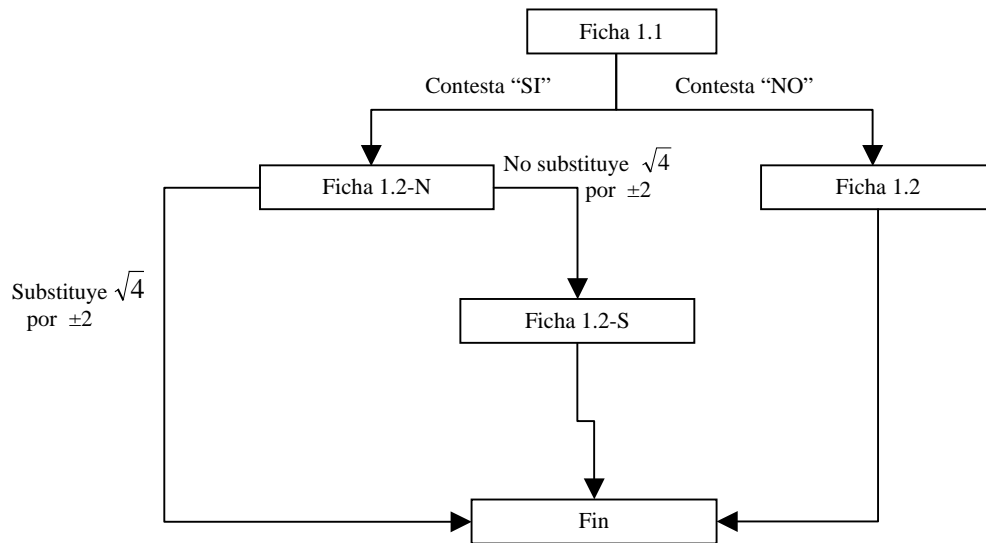 Ficha 1.1
Contesta “SI”
Contesta “NO”
Ficha 1.2-N
No substituye √4
por ±2
Ficha 1.2
Substituye √4
por ±2
Ficha 1.2-S
Fin